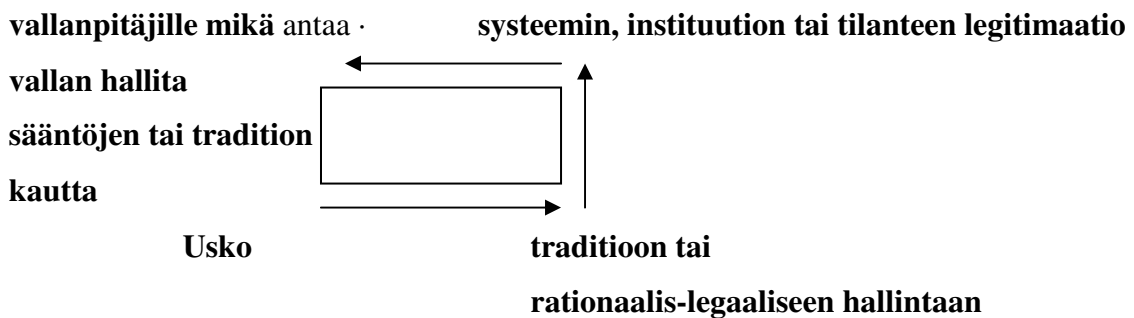 vallanpitäjille mikä antaa · systeemin, instituution tai tilanteen legitimaatio
vallan hallita
sääntöjen tai tradition
kautta
Usko traditioon tai
rationaalis-legaaliseen hallintaan